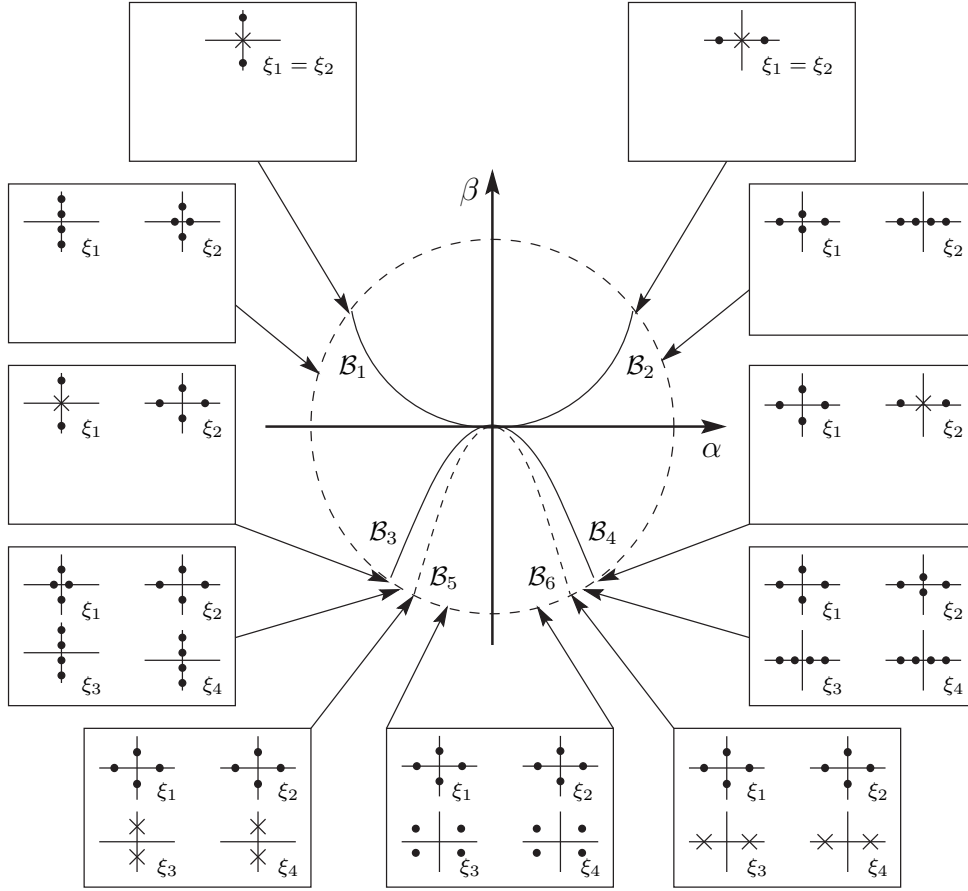 ξ₁ = ξ₂
ξ₁ = ξ₂
β
ξ₁
ξ₂
ξ₁
ξ₂
ℬ₁
ℬ₂
ξ₁
ξ₂
α
ξ₁
ξ₂
ℬ₃
ℬ₄
ℬ₅
ℬ₆
ξ₁
ξ₂
ξ₁
ξ₂
ξ₃
ξ₄
ξ₃
ξ₄
ξ₁
ξ₂
ξ₁
ξ₂
ξ₁
ξ₂
ξ₃
ξ₄
ξ₃
ξ₄
ξ₃
ξ₄